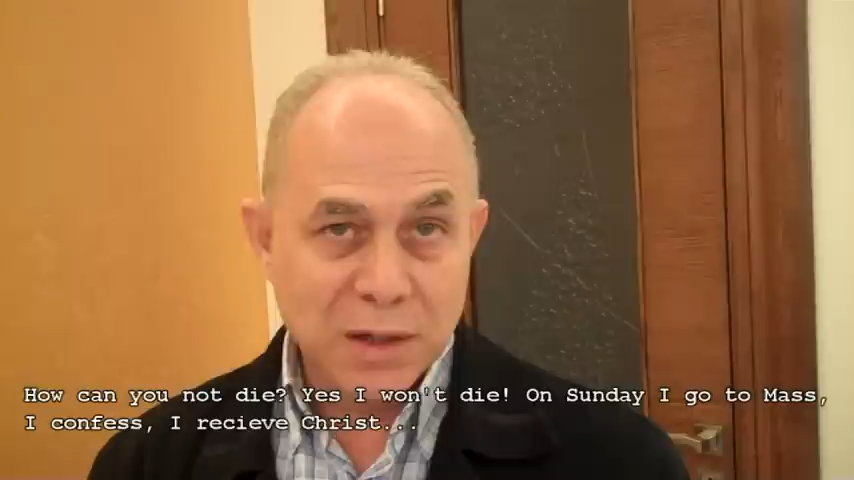 How can you not die? Yes I won't die! On Sunday I go to Mass,
I confess, I recieve Christ...